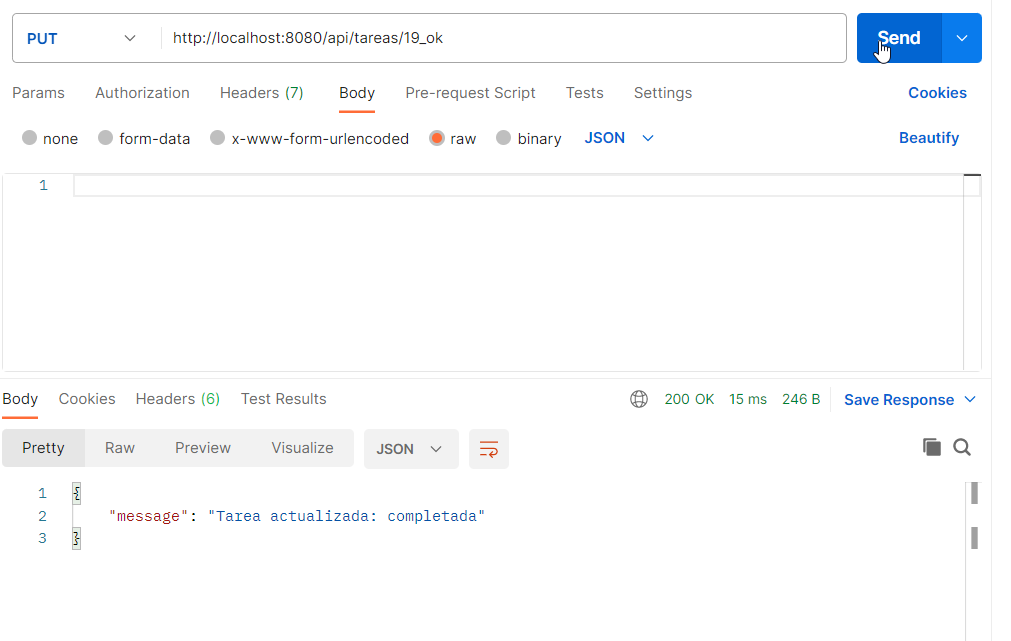 PUT http://localhost:8080/api/tareas/19_ok Send
Params Authorization Headers (7) Body Pre-request Script Tests Settings Cookies
none form-data x-www-form-urlencoded raw binary JSON Beautify
1
Body Cookies Headers (6) Test Results 200 OK 15 ms 246 B Save Response
Pretty Raw Preview Visualize JSON
1 {
2 "message": "Tarea actualizada: completada"
3 }